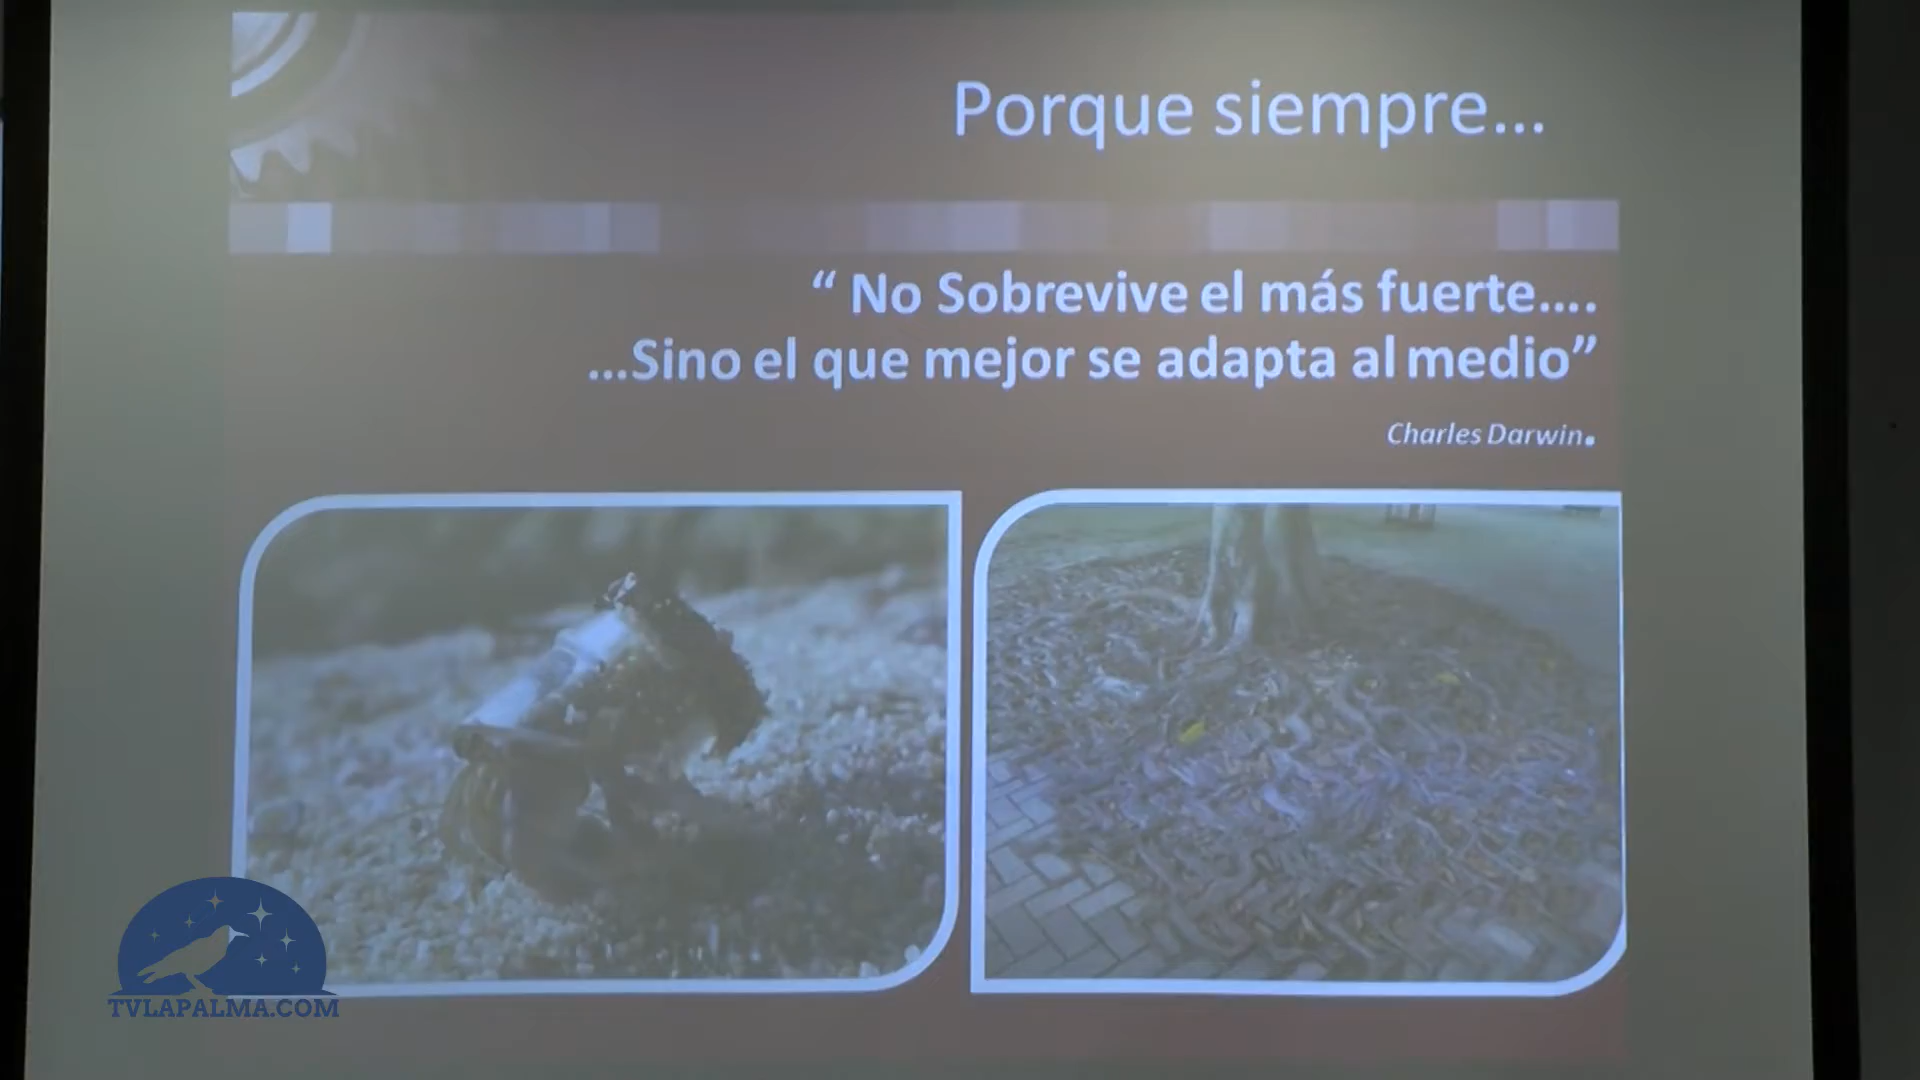 Porque siempre...
“ No Sobrevive el más fuerte....
...Sino el que mejor se adapta al medio”
Charles Darwin.
TVLAPALMA.COM